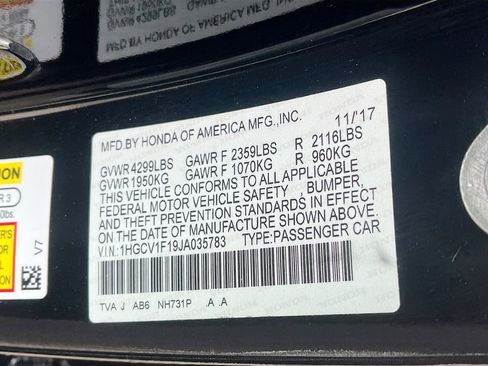 MFD.BY HONDA OF AMERICA MFG.,INC. 11/'17
GVWR 4299LBS GAWR F 2359LBS R 2116LBS
GVWR 1950KG GAWR F 1070KG R 960KG
THIS VEHICLE CONFORMS TO ALL APPLICABLE
FEDERAL MOTOR VEHICLE SAFETY , BUMPER,
AND THEFT PREVENTION STANDARDS IN EFFECT
ON THE DATE OF MANUFACTURE SHOWN ABOVE.
V.I.N.:1HGCV1F19JA035783 TYPE:PASSENGER CAR
TVA J AB6 NH731P .A .A
V7